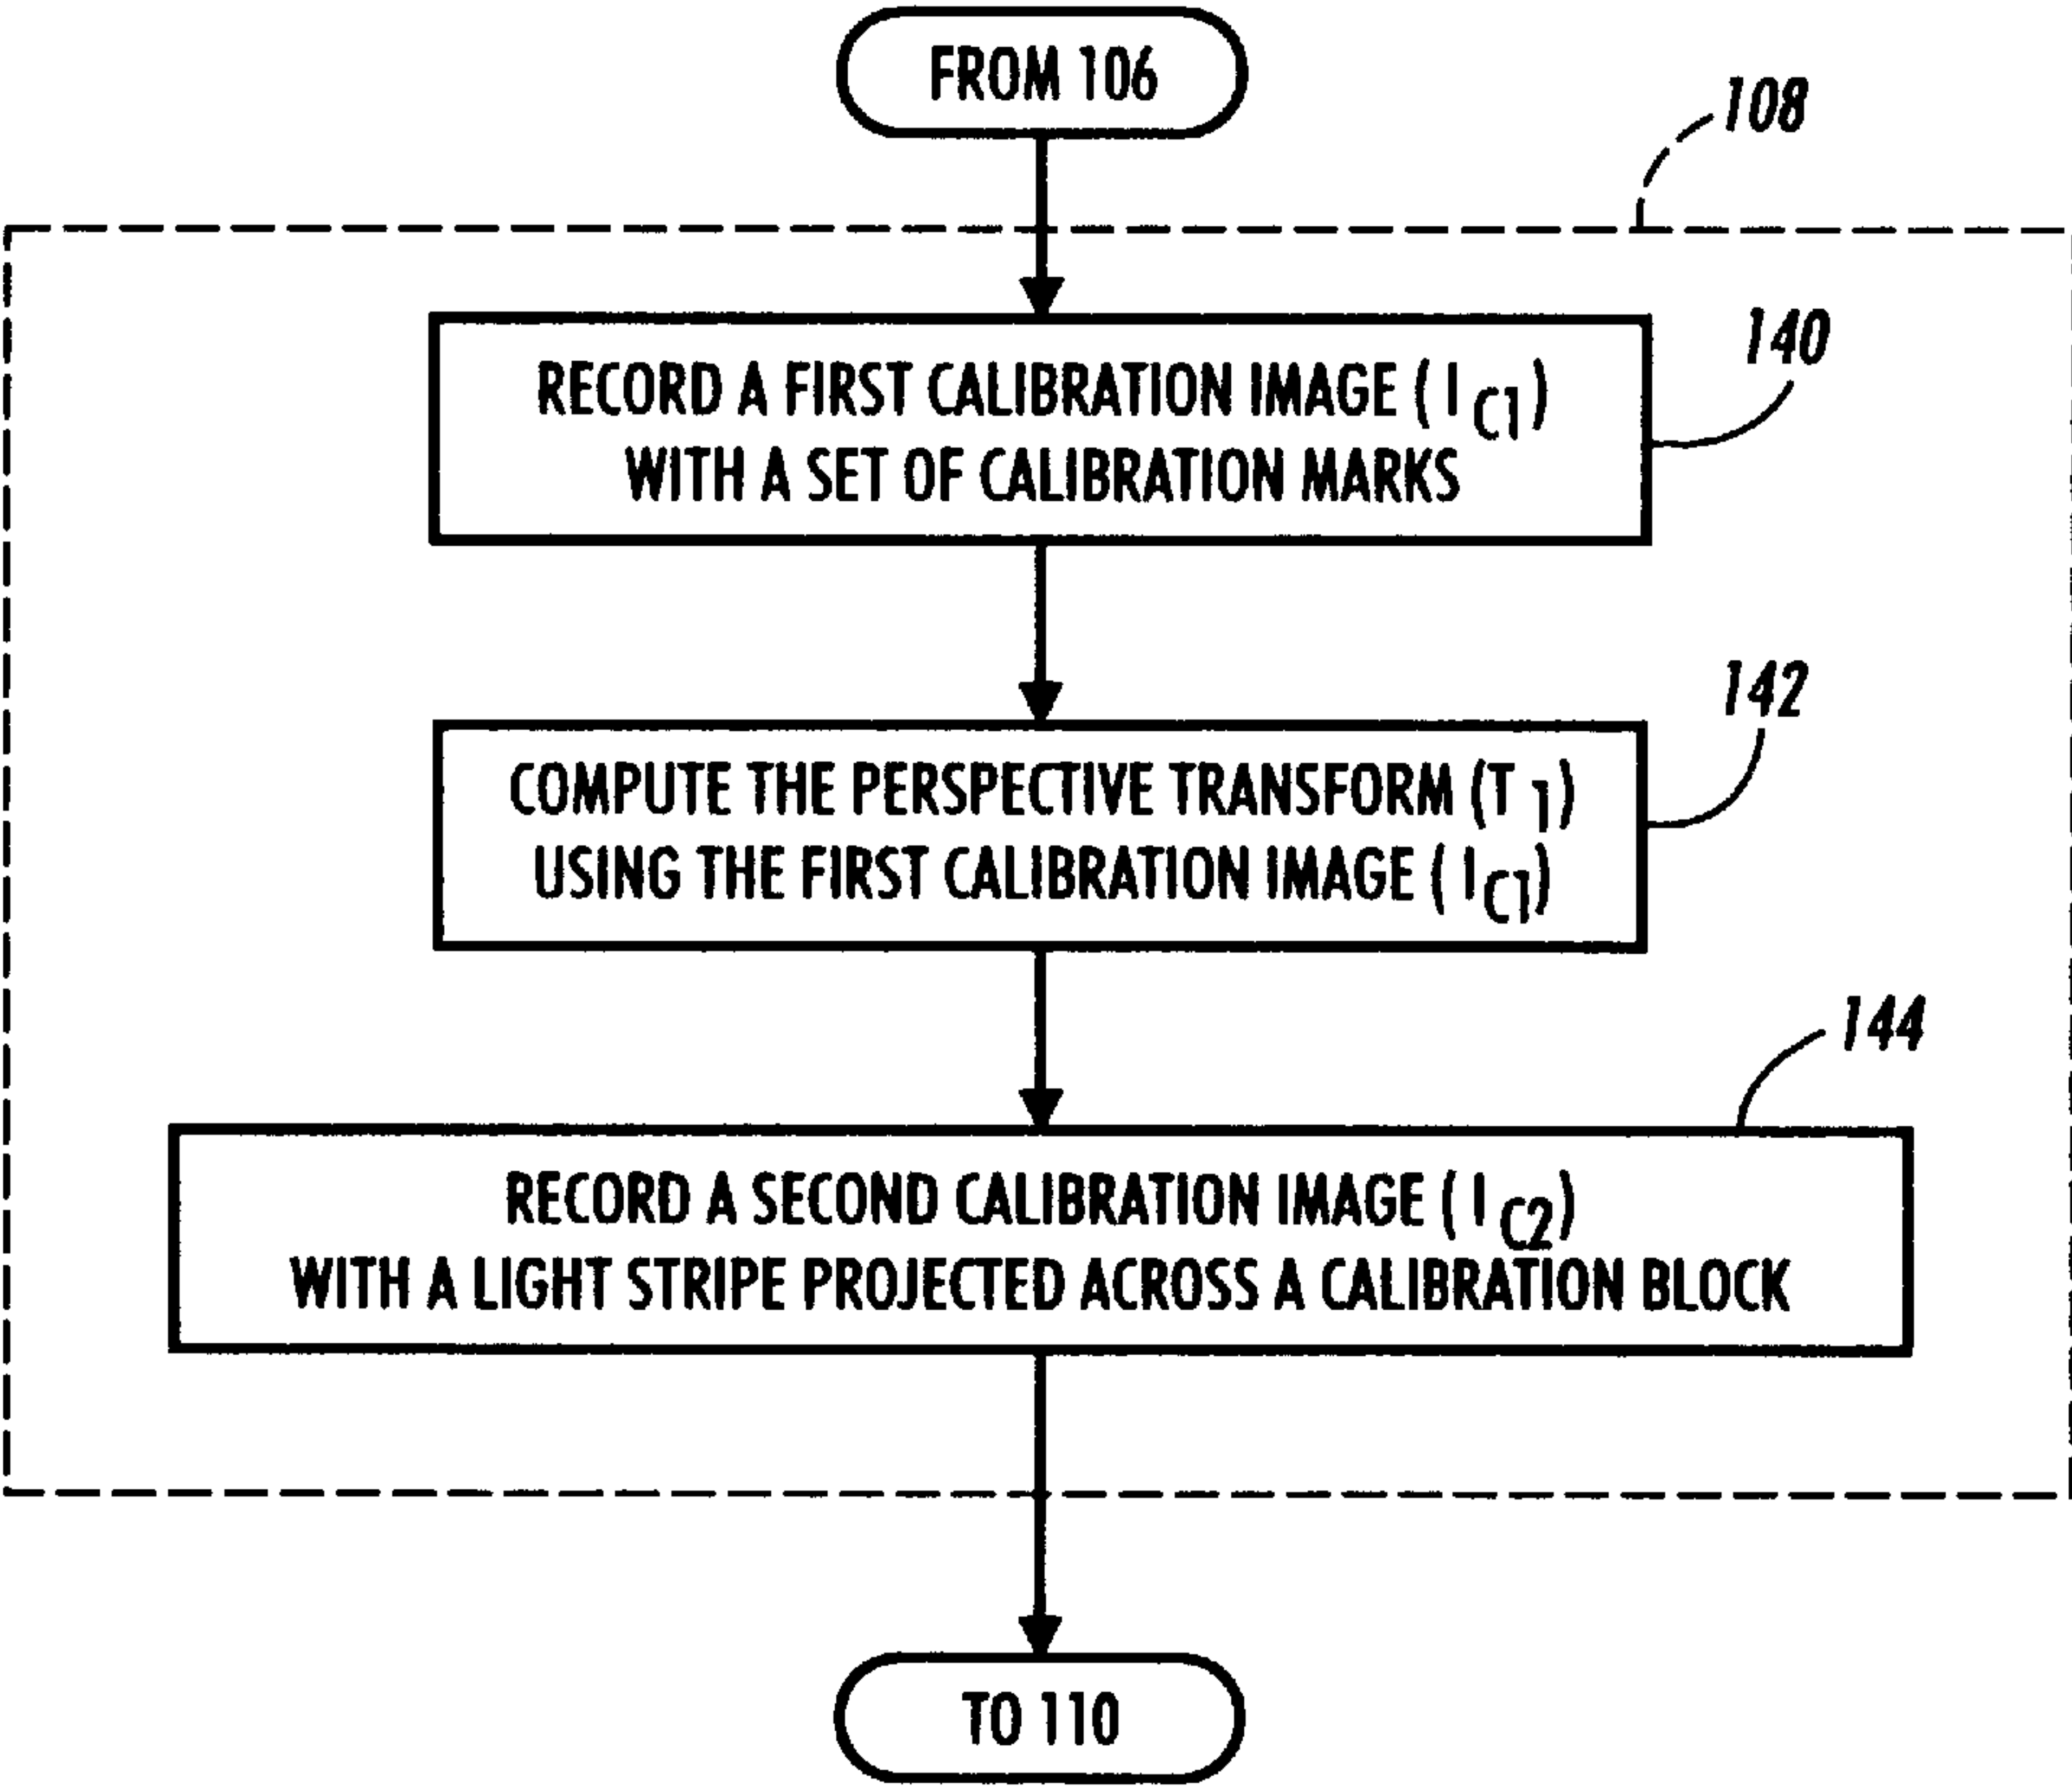 FROM 106
108
RECORD A FIRST CALIBRATION IMAGE (I C1)
WITH A SET OF CALIBRATION MARKS
140
COMPUTE THE PERSPECTIVE TRANSFORM (T 1)
USING THE FIRST CALIBRATION IMAGE (I C1)
142
RECORD A SECOND CALIBRATION IMAGE (I C2)
WITH A LIGHT STRIPE PROJECTED ACROSS A CALIBRATION BLOCK
144
TO 110